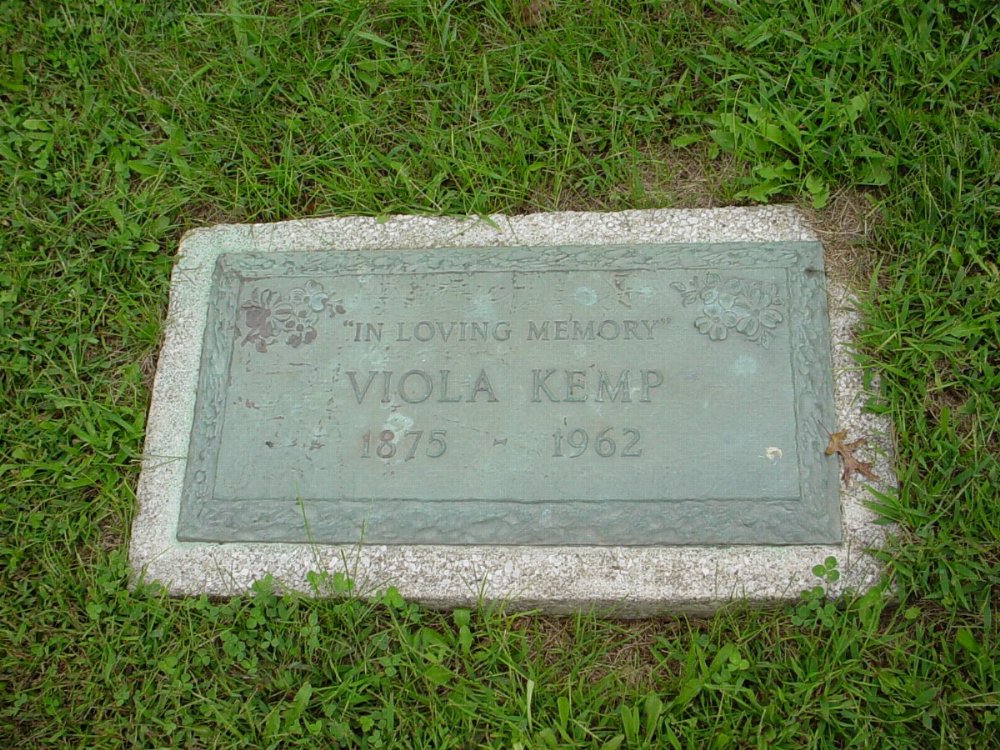 "IN LOVING MEMORY"
VIOLA KEMP
1875 - 1962